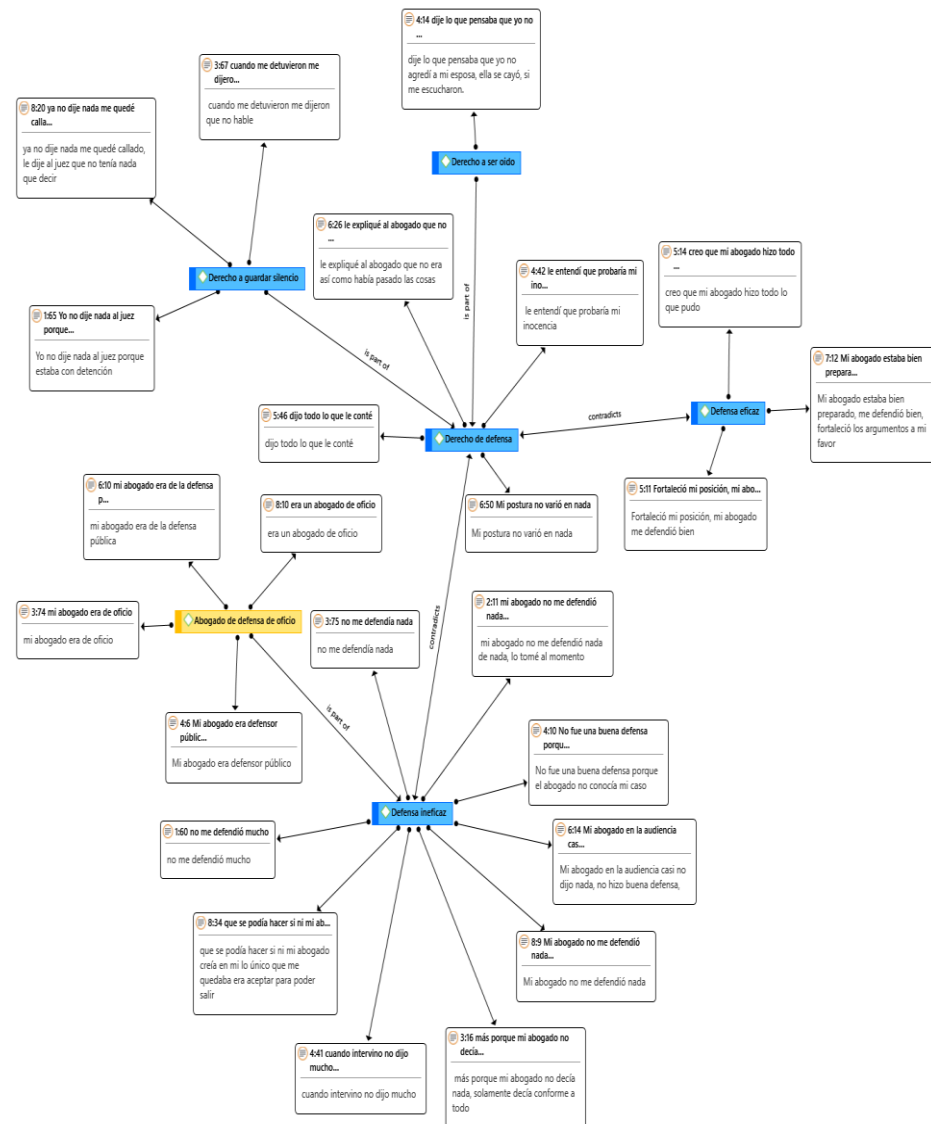 4:14 dije lo que pensaba que yo no
...
dije lo que pensaba que yo no
agredí a mi esposa, ella se cayó, si
me escucharon.
3:67 cuando me detuvieron me
dijero...
cuando me detuvieron me dijeron
que no hable
8:20 ya no dije nada me quedé
calla...
ya no dije nada me quedé callado,
le dije al juez que no tenía nada
que decir
Derecho a ser oido
6:26 le expliqué al abogado que no
...
le expliqué al abogado que no era
así como había pasado las cosas
5:14 creo que mi abogado hizo todo
...
creo que mi abogado hizo todo lo
que pudo
4:42 le entendí que probaría mi
ino...
le entendí que probaría mi
inocencia
Derecho a guardar silencio
is part of
1:65 Yo no dije nada al juez
porque...
Yo no dije nada al juez porque
estaba con detención
is part of
7:12 Mi abogado estaba bien
prepara...
Mi abogado estaba bien
preparado, me defendió bien,
fortaleció los argumentos a mi
favor
5:46 dijo todo lo que le conté
dijo todo lo que le conté
Derecho de defensa
contradicts
Defensa eficaz
6:10 mi abogado era de la defensa
p...
mi abogado era de la defensa
pública
8:10 era un abogado de oficio
era un abogado de oficio
6:50 Mi postura no varió en nada
Mi postura no varió en nada
5:11 Fortaleció mi posición, mi abo...
Fortaleció mi posición, mi abogado
me defendió bien
3:74 mi abogado era de oficio
mi abogado era de oficio
Abogado de defensa de oficio
3:75 no me defendía nada
no me defendía nada
contradicts
2:11 mi abogado no me defendió
nada...
mi abogado no me defendió nada
de nada, lo tomé al momento
4:6 Mi abogado era defensor
públic...
Mi abogado era defensor público
is part of
4:10 No fue una buena defensa
porqu...
No fue una buena defensa porque
el abogado no conocía mi caso
Defensa ineficaz
1:60 no me defendió mucho
no me defendió mucho
6:14 Mi abogado en la audiencia
cas...
Mi abogado en la audiencia casi no
dijo nada, no hizo buena defensa,
8:34 que se podía hacer si ni mi ab...
que se podía hacer si ni mi abogado
creía en mi lo único que me
quedaba era aceptar para poder
salir
8:9 Mi abogado no me defendió
nada...
Mi abogado no me defendió nada
4:41 cuando intervino no dijo
mucho...
cuando intervino no dijo mucho
3:16 más porque mi abogado no
decía...
más porque mi abogado no decía
nada, solamente decía conforme a
todo